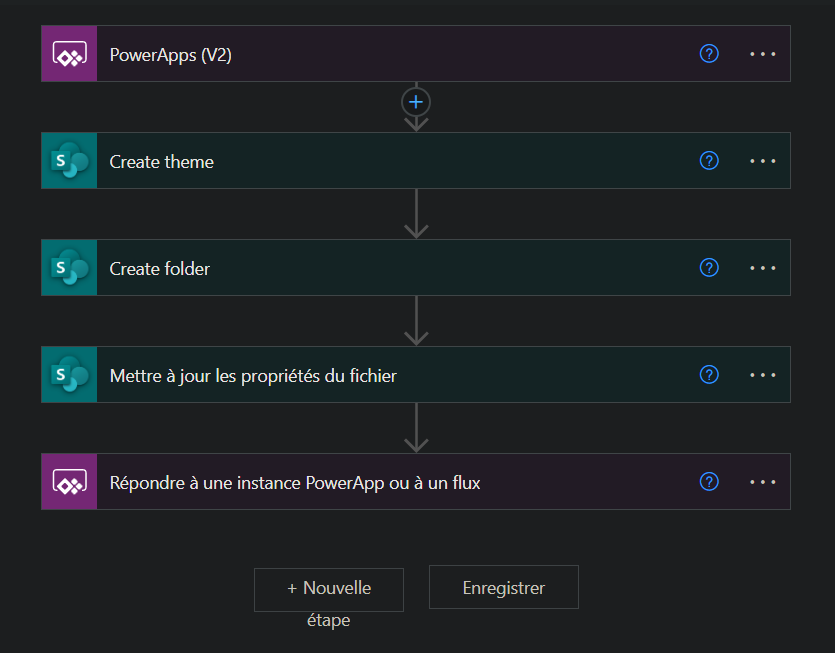 PowerApps (V2)
S
Create theme
S
Create folder
S
Mettre à jour les propriétés du fichier
Répondre à une instance PowerApp ou à un flux
+ Nouvelle
étape
Enregistrer